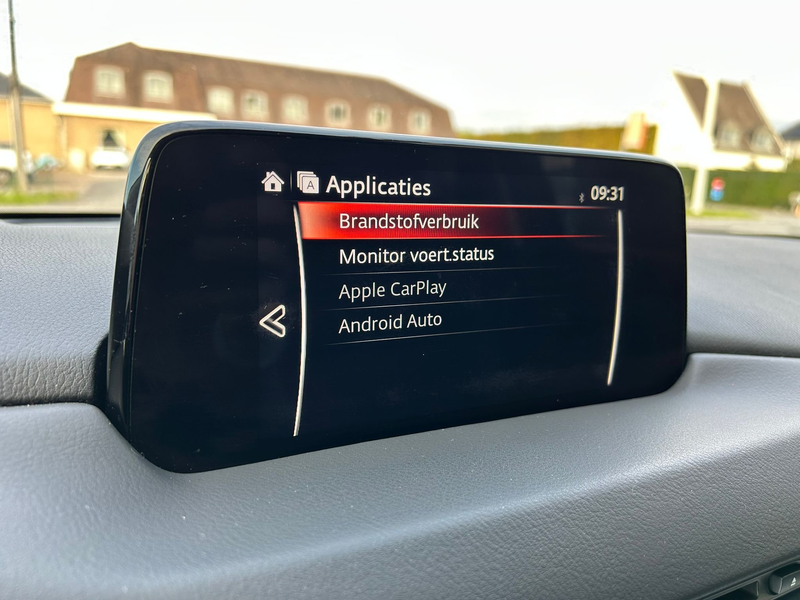 A Applicaties
09:31
Brandstofverbruik
Monitor voert.status
Apple CarPlay
Android Auto